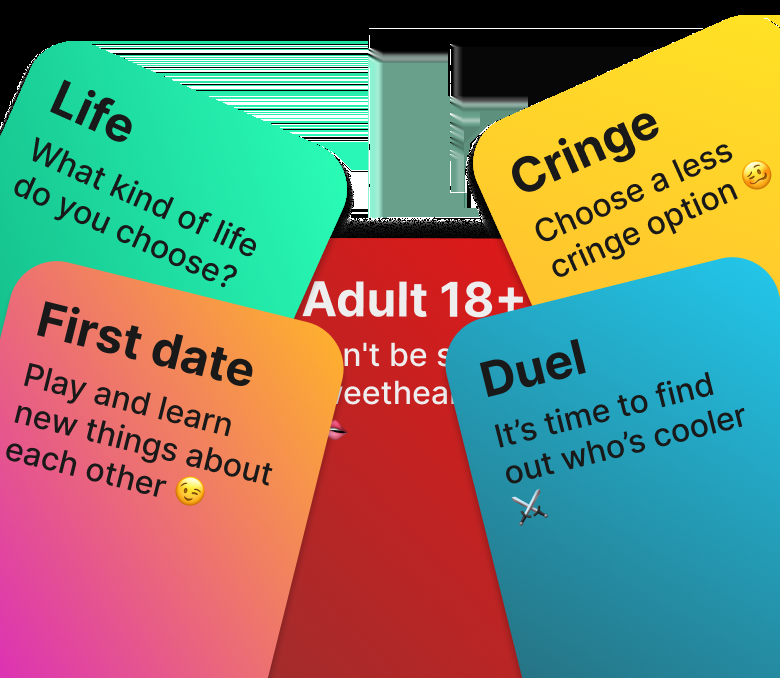 Life
What kind of life
do you choose?
Cringe
Choose a less
cringe option 🥴
Adult 18+
n't be s
eethear
First date
Play and learn
new things about
each other 😉
Duel
It’s time to find
out who’s cooler
⚔️